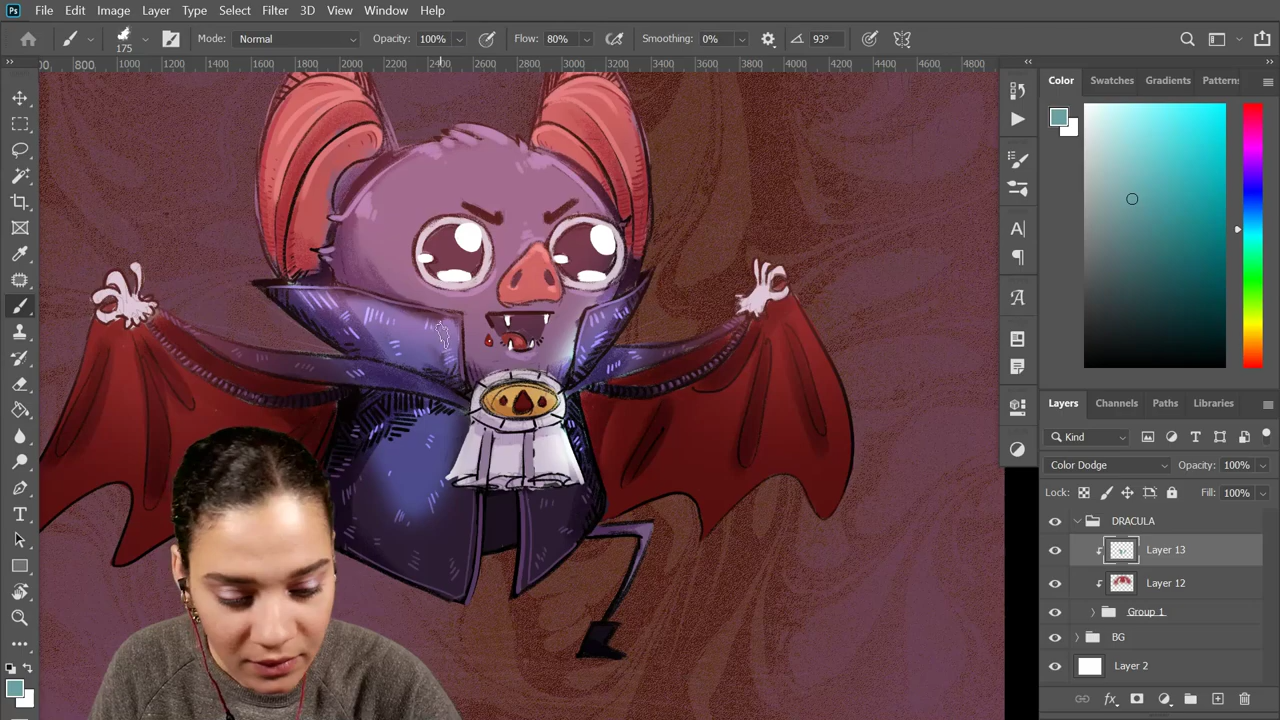 Ps File Edit Image Layer Type Select Filter 3D View Window Help
175 Mode: Normal Opacity: 100% Flow: 80% Smoothing: 0% 93°
00 800 1000 1200 1400 1600 1800 2000 2200 2400 2600 2800 3000 3200 3400 3600 3800 4000 4200 4400 4600 4800
Color Swatches Gradients Patterns
Layers Channels Paths Libraries
Kind
Color Dodge Opacity: 100%
Lock: Fill: 100%
DRACULA
Layer 13
Layer 12
Group 1
BG
Layer 2